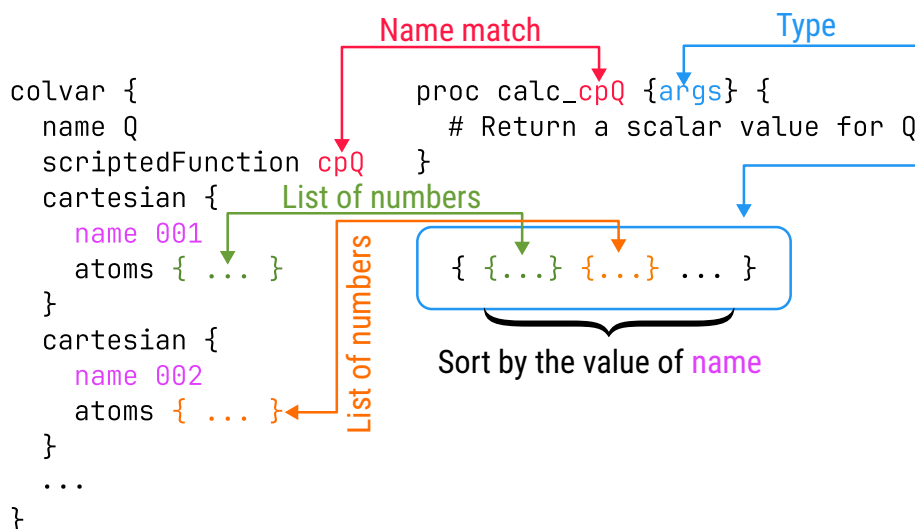 Name match
Type
colvar {
name Q
scriptedFunction cpQ
cartesian {
name 001
atoms { ... }
}
cartesian {
name 002
atoms { ... }
}
...
}
proc calc_cpQ {args} {
# Return a scalar value for Q
}
List of numbers
List of numbers
{ {...} {...} ... }
Sort by the value of name